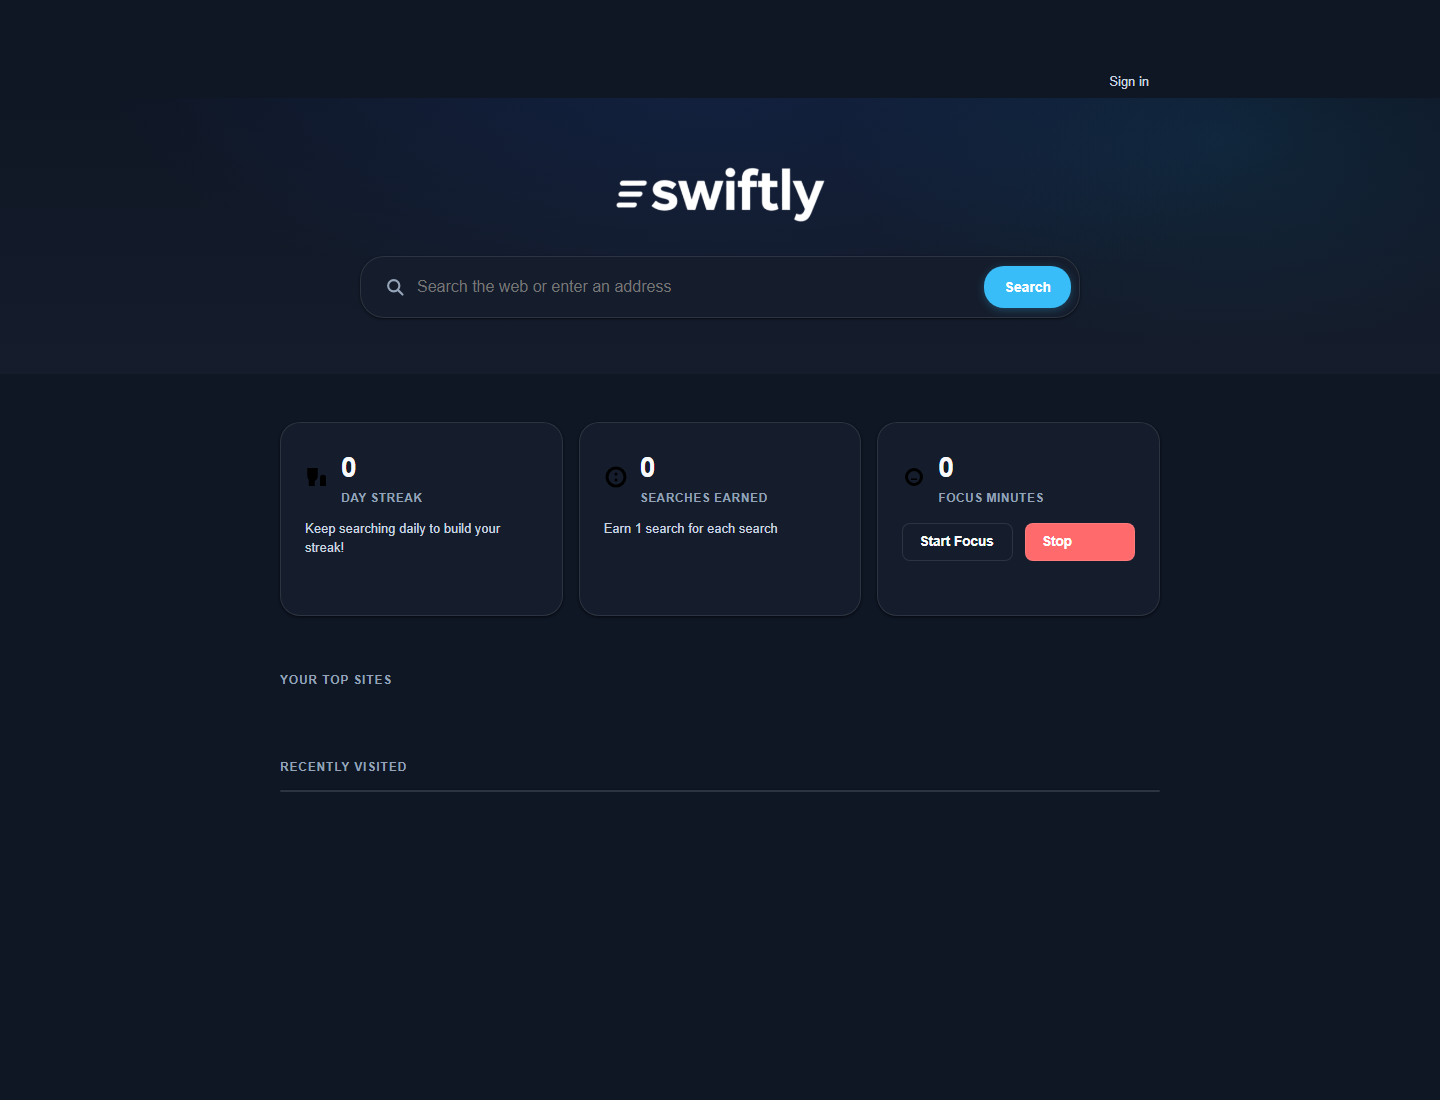 Sign in
swiftly
Search the web or enter an address
Search
0
DAY STREAK
Keep searching daily to build your
streak!
0
SEARCHES EARNED
Earn 1 search for each search
0
FOCUS MINUTES
Start Focus
Stop
YOUR TOP SITES
RECENTLY VISITED